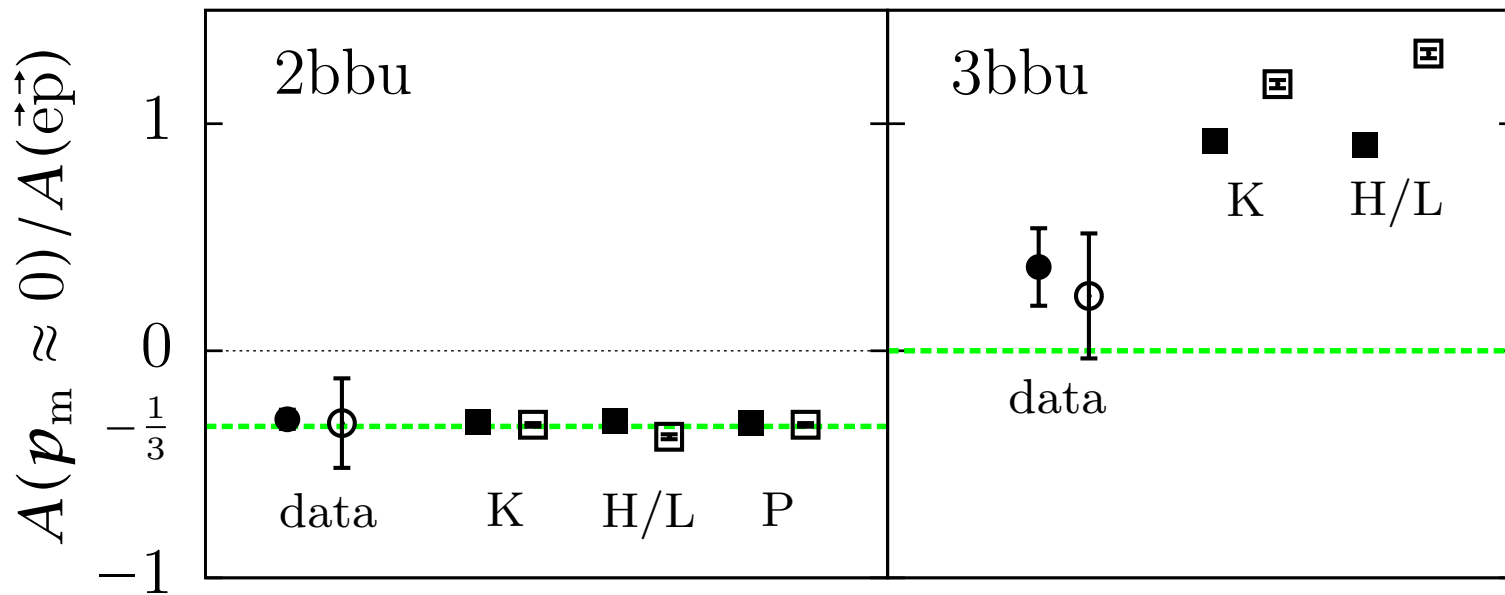 A(p_m ≈ 0)/A(e⃗p⃗)
1
0
−1/3
−1
2bbu
data
K
H/L
P
3bbu
K
H/L
data